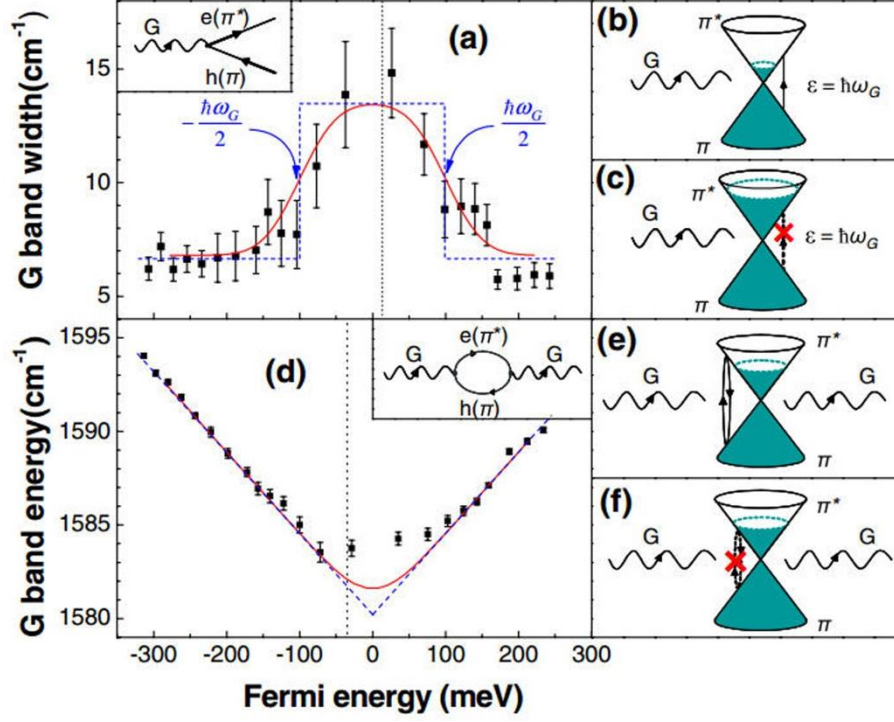 G
e(π*)
h(π)
(a)
-ħω_G/2
ħω_G/2
G band width(cm⁻¹)
15
10
5
(b)
π*
G
ε = ħω_G
π
(c)
π*
G
ε = ħω_G
π
(d)
G
e(π*)
G
h(π)
G band energy(cm⁻¹)
1595
1590
1585
1580
-300 -200 -100 0 100 200 300
Fermi energy (meV)
(e)
π*
G
G
π
(f)
π*
G
G
π